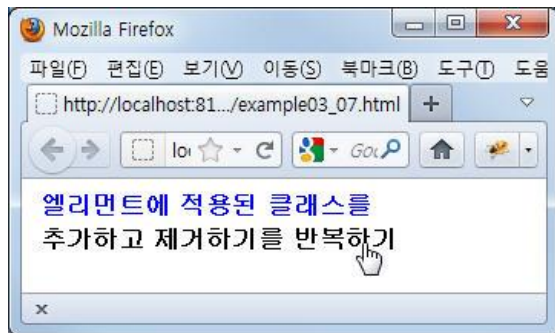 Mozilla Firefox
파일(F) 편집(E) 보기(V) 이동(S) 북마크(B) 도구(T) 도움
http://localhost:81.../example03_07.html
엘리먼트에 적용된 클래스를
추가하고 제거하기를 반복하기
x